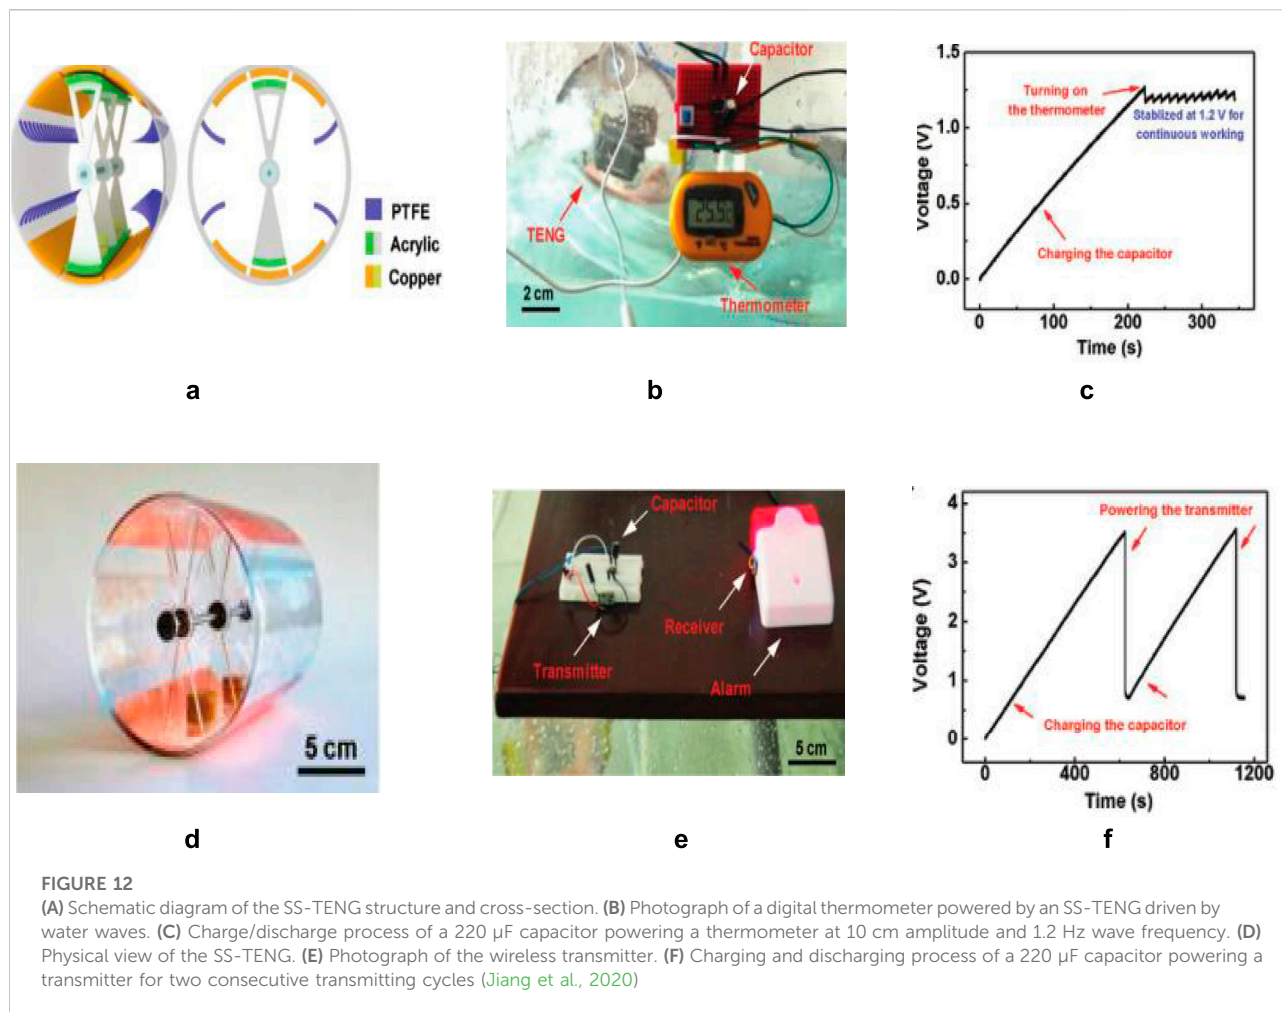 PTFE
Acrylic
Copper
a
Capacitor
TENG
25.5
2 cm
Thermometer
b
1.5
1.0
0.5
0.0
Voltage (V)
Turning on
the thermometer
Stablized at 1.2 V for
continuous working
Charging the capacitor
0
100
200
300
Time (s)
c
5 cm
d
Capacitor
Receiver
Transmitter
Alarm
5 cm
e
4
3
2
1
0
Voltage (V)
Powering the transmitter
Charging the capacitor
0
400
800
1200
Time (s)
f
FIGURE 12
(A) Schematic diagram of the SS-TENG structure and cross-section. (B) Photograph of a digital thermometer powered by an SS-TENG driven by
water waves. (C) Charge/discharge process of a 220 µF capacitor powering a thermometer at 10 cm amplitude and 1.2 Hz wave frequency. (D)
Physical view of the SS-TENG. (E) Photograph of the wireless transmitter. (F) Charging and discharging process of a 220 µF capacitor powering a
transmitter for two consecutive transmitting cycles (Jiang et al., 2020)